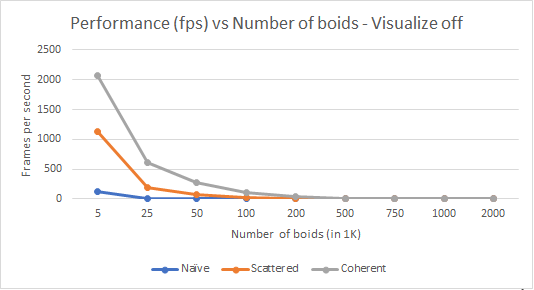 Performance (fps) vs Number of boids - Visualize off
Frames per second
2500
2000
1500
1000
500
0
5 25 50 100 200 500 750 1000 2000
Number of boids (in 1K)
Naïve Scattered Coherent